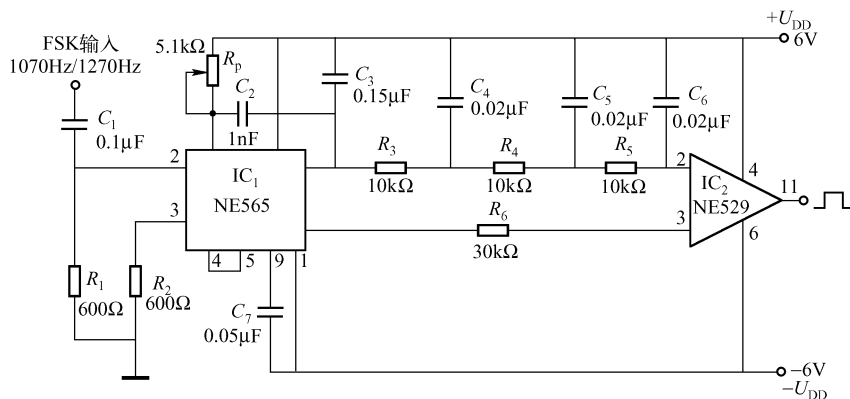 FSK输入
1070Hz/1270Hz
5.1kΩ
Rp
C2
1nF
C3
0.15μF
C4
0.02μF
C5
0.02μF
C6
0.02μF
+UDD
6V
C1
0.1μF
2
3
IC1
NE565
4 5 9 1
R3
10kΩ
R4
10kΩ
R5
10kΩ
R6
30kΩ
2
3
IC2
NE529
4
11
6
R1
600Ω
R2
600Ω
C7
0.05μF
−6V
−UDD